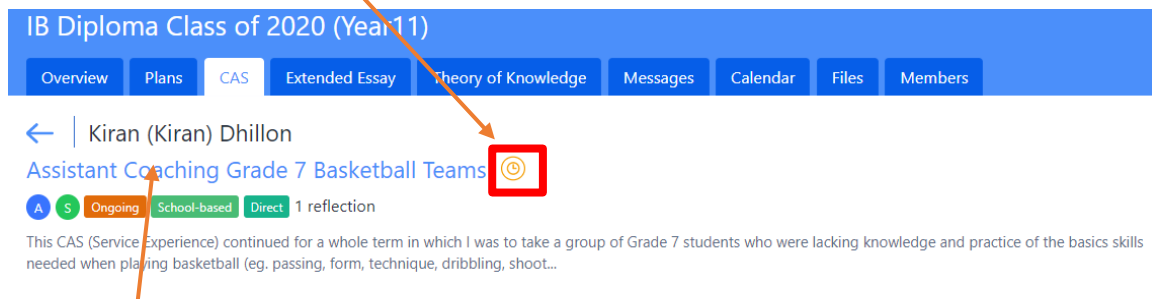 IB Diploma Class of 2020 (Year11)
Overview Plans CAS Extended Essay Theory of Knowledge Messages Calendar Files Members
Kiran (Kiran) Dhillon
Assistant Coaching Grade 7 Basketball Teams
A S Ongoing School-based Direct 1 reflection
This CAS (Service Experience) continued for a whole term in which I was to take a group of Grade 7 students who were lacking knowledge and practice of the basics skills
needed when playing basketball (eg. passing, form, technique, dribbling, shoot...